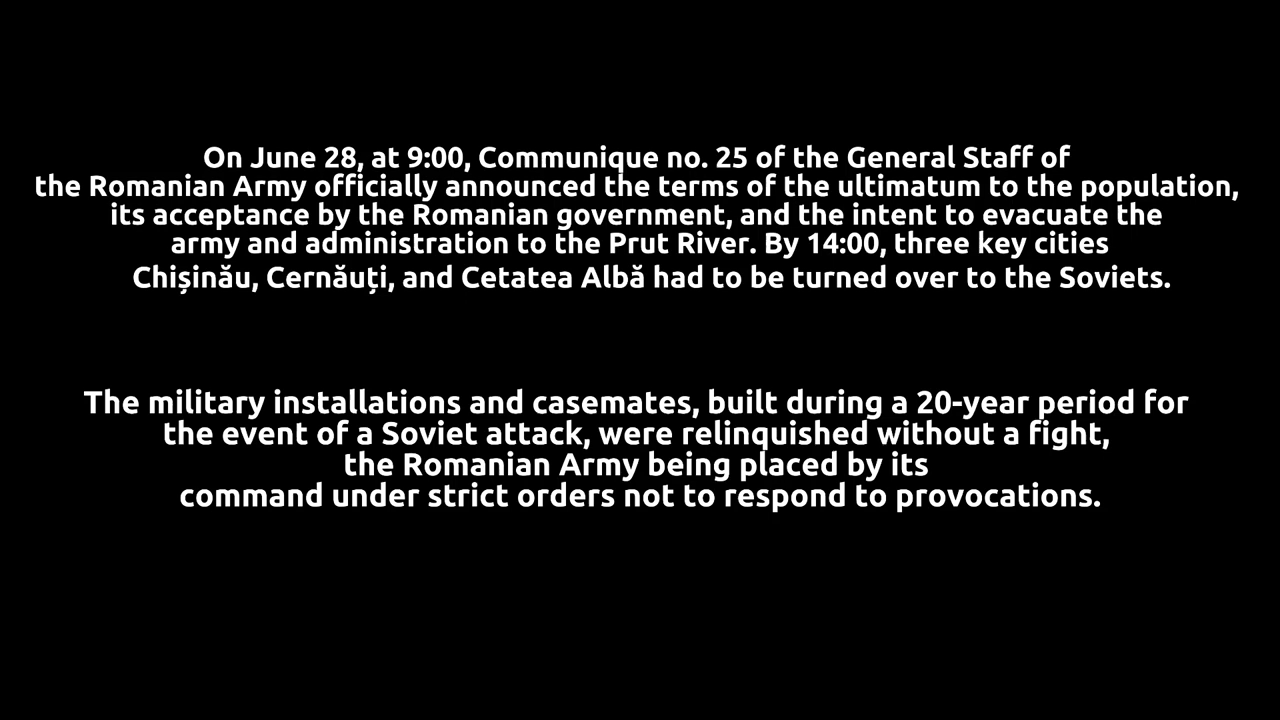 On June 28, at 9:00, Communique no. 25 of the General Staff of
the Romanian Army officially announced the terms of the ultimatum to the population,
its acceptance by the Romanian government, and the intent to evacuate the
army and administration to the Prut River. By 14:00, three key cities
Chișinău, Cernăuți, and Cetatea Albă had to be turned over to the Soviets.
The military installations and casemates, built during a 20-year period for
the event of a Soviet attack, were relinquished without a fight,
the Romanian Army being placed by its
command under strict orders not to respond to provocations.